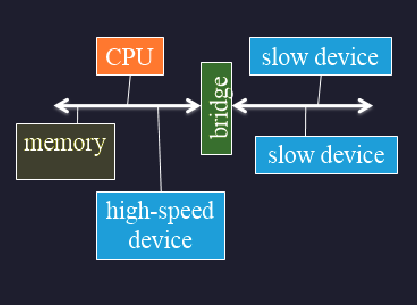 CPU
slow device
bridge
memory
slow device
high-speed
device